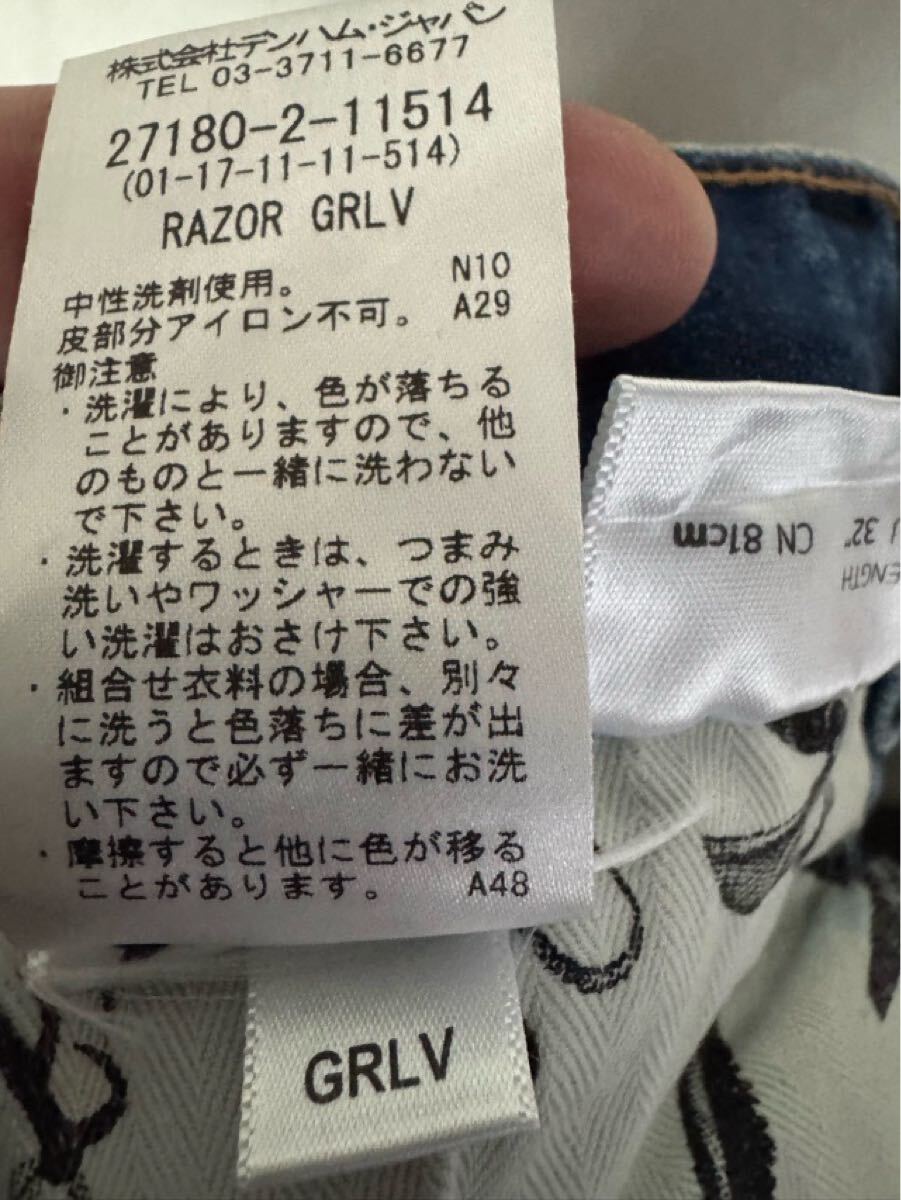 株式会社デンハム・ジャパン
TEL 03-3711-6677
27180-2-11514
(01-17-11-11-514)
RAZOR GRLV
中性洗剤使用。 N10
皮部分アイロン不可。 A29
御注意
・洗濯により、色が落ちる
ことがありますので、他
のものと一緒に洗わない
で下さい。
・洗濯するときは、つまみ
洗いやワッシャーでの強
い洗濯はおさけ下さい。
・組合せ衣料の場合、別々
に洗うと色落ちに差が出
ますので必ず一緒にお洗
い下さい。
・摩擦すると他に色が移る
ことがあります。 A48
GRLV
ENGTH
32" CN 81cm